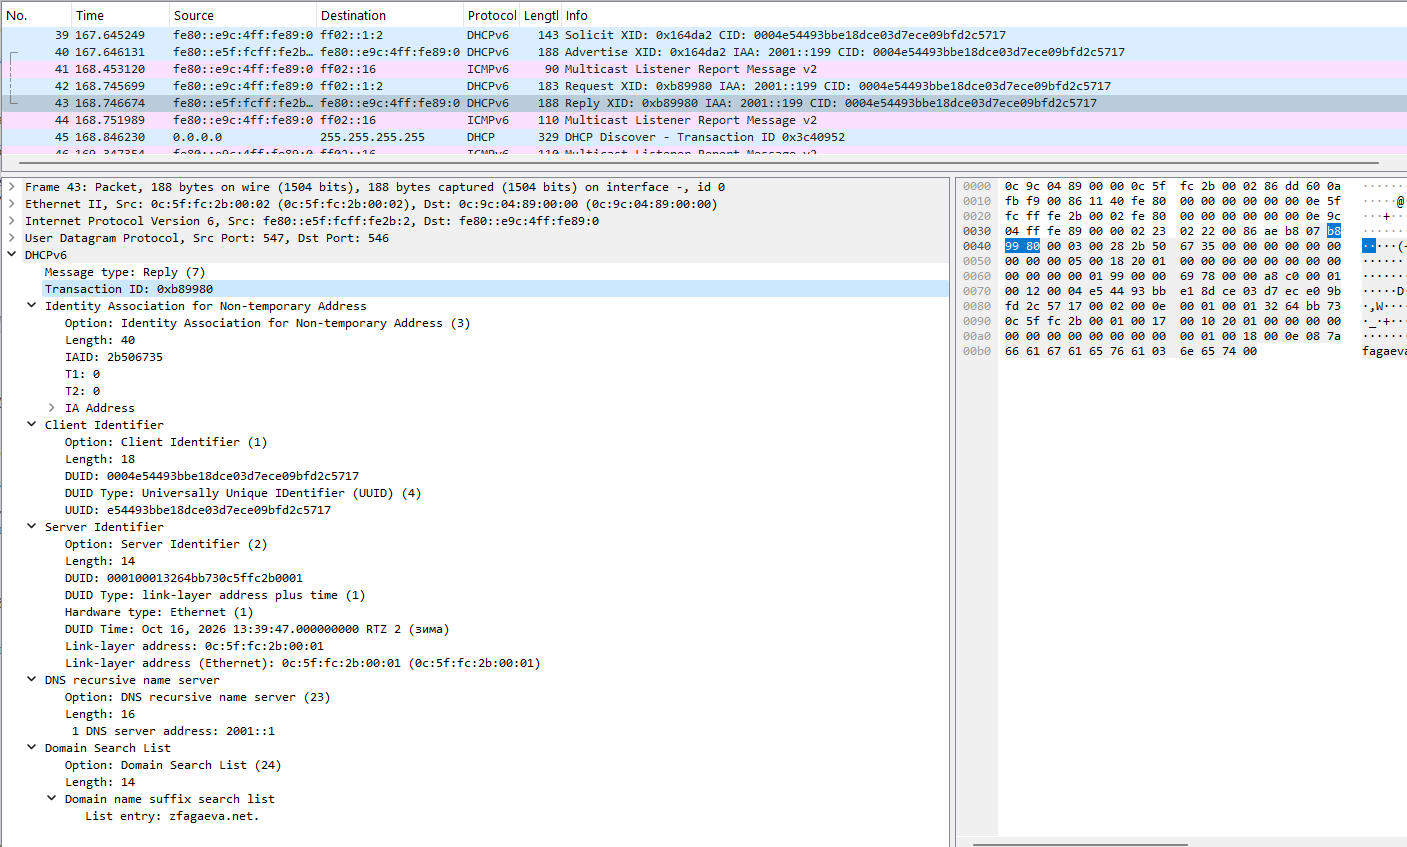 No. Time Source Destination Protocol Lengtl Info
39 167.645249 fe80::e9c:4ff:fe89:0 ff02::1:2 DHCPv6 143 Solicit XID: 0x164da2 CID: 0004e54493bbe18dce03d7ece09bfd2c5717
40 167.646131 fe80::e5f:fcff:fe2b… fe80::e9c:4ff:fe89:0 DHCPv6 188 Advertise XID: 0x164da2 IAA: 2001::199 CID: 0004e54493bbe18dce03d7ece09bfd2c5717
41 168.453120 fe80::e9c:4ff:fe89:0 ff02::16 ICMPv6 90 Multicast Listener Report Message v2
42 168.745699 fe80::e9c:4ff:fe89:0 ff02::1:2 DHCPv6 183 Request XID: 0xb89980 IAA: 2001::199 CID: 0004e54493bbe18dce03d7ece09bfd2c5717
43 168.746674 fe80::e5f:fcff:fe2b… fe80::e9c:4ff:fe89:0 DHCPv6 188 Reply XID: 0xb89980 IAA: 2001::199 CID: 0004e54493bbe18dce03d7ece09bfd2c5717
44 168.751989 fe80::e9c:4ff:fe89:0 ff02::16 ICMPv6 110 Multicast Listener Report Message v2
45 168.846230 0.0.0.0 255.255.255.255 DHCP 329 DHCP Discover - Transaction ID 0x3c40952
46 169.347354 fe80::e9c:4ff:fe89:0 ff02::16 ICMPv6 110 Multicast Listener Report Message v2
Frame 43: Packet, 188 bytes on wire (1504 bits), 188 bytes captured (1504 bits) on interface -, id 0
Ethernet II, Src: 0c:5f:fc:2b:00:02 (0c:5f:fc:2b:00:02), Dst: 0c:9c:04:89:00:00 (0c:9c:04:89:00:00)
Internet Protocol Version 6, Src: fe80::e5f:fcff:fe2b:2, Dst: fe80::e9c:4ff:fe89:0
User Datagram Protocol, Src Port: 547, Dst Port: 546
DHCPv6
Message type: Reply (7)
Transaction ID: 0xb89980
Identity Association for Non-temporary Address
Option: Identity Association for Non-temporary Address (3)
Length: 40
IAID: 2b506735
T1: 0
T2: 0
IA Address
Client Identifier
Option: Client Identifier (1)
Length: 18
DUID: 0004e54493bbe18dce03d7ece09bfd2c5717
DUID Type: Universally Unique IDentifier (UUID) (4)
UUID: e54493bbe18dce03d7ece09bfd2c5717
Server Identifier
Option: Server Identifier (2)
Length: 14
DUID: 000100013264bb730c5ffc2b0001
DUID Type: link-layer address plus time (1)
Hardware type: Ethernet (1)
DUID Time: Oct 16, 2026 13:39:47.000000000 RTZ 2 (зима)
Link-layer address: 0c:5f:fc:2b:00:01
Link-layer address (Ethernet): 0c:5f:fc:2b:00:01 (0c:5f:fc:2b:00:01)
DNS recursive name server
Option: DNS recursive name server (23)
Length: 16
1 DNS server address: 2001::1
Domain Search List
Option: Domain Search List (24)
Length: 14
Domain name suffix search list
List entry: zfagaeva.net.
0000 0c 9c 04 89 00 00 0c 5f fc 2b 00 02 86 dd 60 0a ········
0010 fb f9 00 86 11 40 fe 80 00 00 00 00 00 00 0e 5f ·····@
0020 fc ff fe 2b 00 02 fe 80 00 00 00 00 00 00 0e 9c ···+····
0030 04 ff fe 89 00 00 02 23 02 22 00 86 ae b8 07 b8 ········
0040 99 80 00 03 00 28 2b 50 67 35 00 00 00 00 00 00 ·····(
0050 00 00 00 00 05 00 18 20 01 00 00 00 00 00 00 00 ········
0060 00 00 00 00 01 99 00 00 69 78 00 00 a8 c0 00 01 ········
0070 00 12 00 04 e5 44 93 bb e1 8d ce 03 d7 ec e0 9b ·····D·
0080 fd 2c 57 17 00 02 00 0e 00 01 00 01 32 64 bb 73 ·,W·····
0090 0c 5f fc 2b 00 01 00 17 00 10 20 01 00 00 00 00 ·_·+····
00a0 00 00 00 00 00 00 00 00 00 01 00 18 00 0e 08 7a ········
00b0 66 61 67 61 65 76 61 03 6e 65 74 00 fagaeva